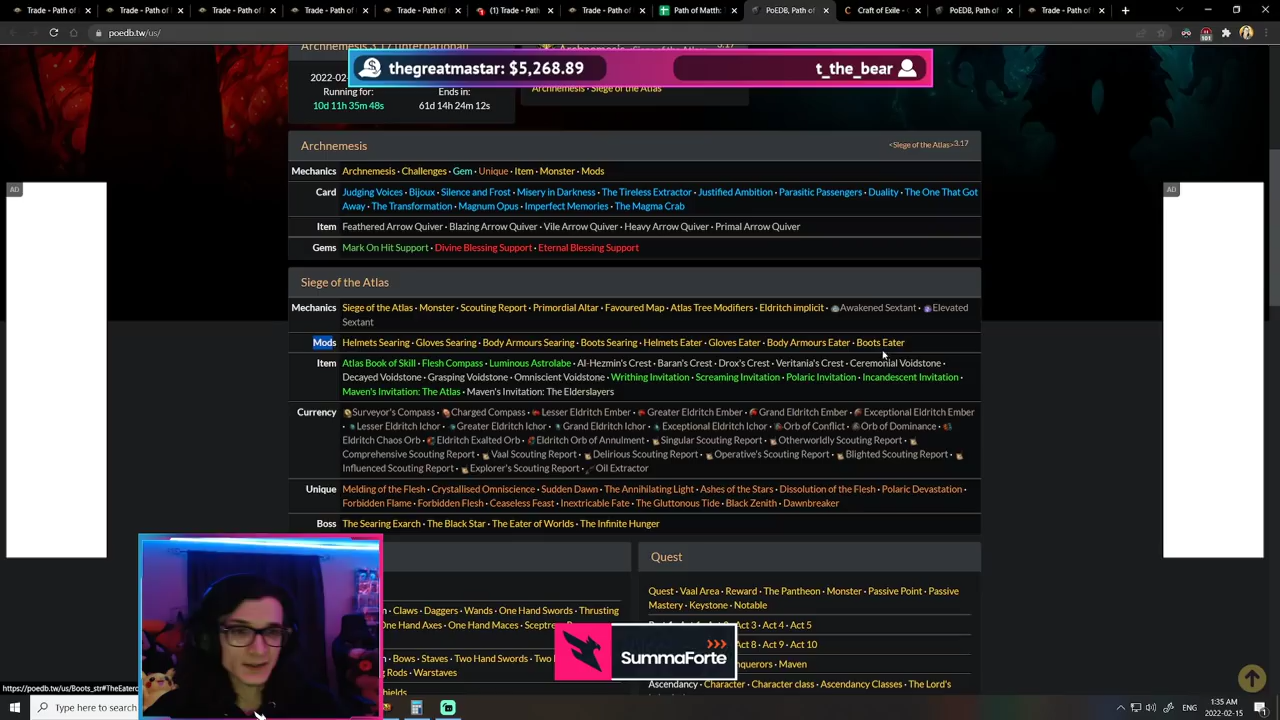 Trade - Path of
Trade - Path of
Trade - Path of
Trade - Path of
Trade - Path of
(1) Trade - Path
Trade - Path of
Path of Matth
PoEDB, Path of
Craft of Exile -
PoEDB, Path of
Trade - Path of
poedb.tw/us/
101
Archnemesis 3.17 (International)
2022-02-
Running for:
10d 11h 35m 48s
Ends in:
61d 14h 24m 12s
3.17
Archnemesis · Siege of the Atlas
thegreatmastar: $5,268.89
t_the_bear
AD
AD
Archnemesis
<Siege of the Atlas>3.17
Mechanics Archnemesis · Challenges · Gem · Unique · Item · Monster · Mods
Card Judging Voices · Bijoux · Silence and Frost · Misery in Darkness · The Tireless Extractor · Justified Ambition · Parasitic Passengers · Duality · The One That Got
Away · The Transformation · Magnum Opus · Imperfect Memories · The Magma Crab
Item Feathered Arrow Quiver · Blazing Arrow Quiver · Vile Arrow Quiver · Heavy Arrow Quiver · Primal Arrow Quiver
Gems Mark On Hit Support · Divine Blessing Support · Eternal Blessing Support
Siege of the Atlas
Mechanics Siege of the Atlas · Monster · Scouting Report · Primordial Altar · Favoured Map · Atlas Tree Modifiers · Eldritch implicit · Awakened Sextant · Elevated
Sextant
Mods Helmets Searing · Gloves Searing · Body Armours Searing · Boots Searing · Helmets Eater · Gloves Eater · Body Armours Eater · Boots Eater
Item Atlas Book of Skill · Flesh Compass · Luminous Astrolabe · Al-Hezmin's Crest · Baran's Crest · Drox's Crest · Veritania's Crest · Ceremonial Voidstone ·
Decayed Voidstone · Grasping Voidstone · Omniscient Voidstone · Writhing Invitation · Screaming Invitation · Polaric Invitation · Incandescent Invitation ·
Maven's Invitation: The Atlas · Maven's Invitation: The Elderslayers
Currency Surveyor's Compass · Charged Compass · Lesser Eldritch Ember · Greater Eldritch Ember · Grand Eldritch Ember · Exceptional Eldritch Ember
· Lesser Eldritch Ichor · Greater Eldritch Ichor · Grand Eldritch Ichor · Exceptional Eldritch Ichor · Orb of Conflict · Orb of Dominance ·
Eldritch Chaos Orb · Eldritch Exalted Orb · Eldritch Orb of Annulment · Singular Scouting Report · Otherworldly Scouting Report ·
Comprehensive Scouting Report · Vaal Scouting Report · Delirious Scouting Report · Operative's Scouting Report · Blighted Scouting Report ·
Influenced Scouting Report · Explorer's Scouting Report · Oil Extractor
Unique Melding of the Flesh · Crystallised Omniscience · Sudden Dawn · The Annihilating Light · Ashes of the Stars · Dissolution of the Flesh · Polaric Devastation ·
Forbidden Flame · Forbidden Flesh · Ceaseless Feast · Inextricable Fate · The Gluttonous Tide · Black Zenith · Dawnbreaker
Boss The Searing Exarch · The Black Star · The Eater of Worlds · The Infinite Hunger
Claws · Daggers · Wands · One Hand Swords · Thrusting
One Hand Axes · One Hand Maces · Sceptre
Bows · Staves · Two Hand Swords · Two
Rods · Warstaves
Quest
Quest · Vaal Area · Reward · The Pantheon · Monster · Passive Point · Passive
Mastery · Keystone · Notable
Act 3 · Act 4 · Act 5
Act 8 · Act 9 · Act 10
Conquerors · Maven
Ascendancy Character · Character class · Ascendancy Classes · The Lord's
SummaForte
https://poedb.tw/us/Boots_str#TheEater
Type here to search
ENG
1:35 AM
2022-02-15